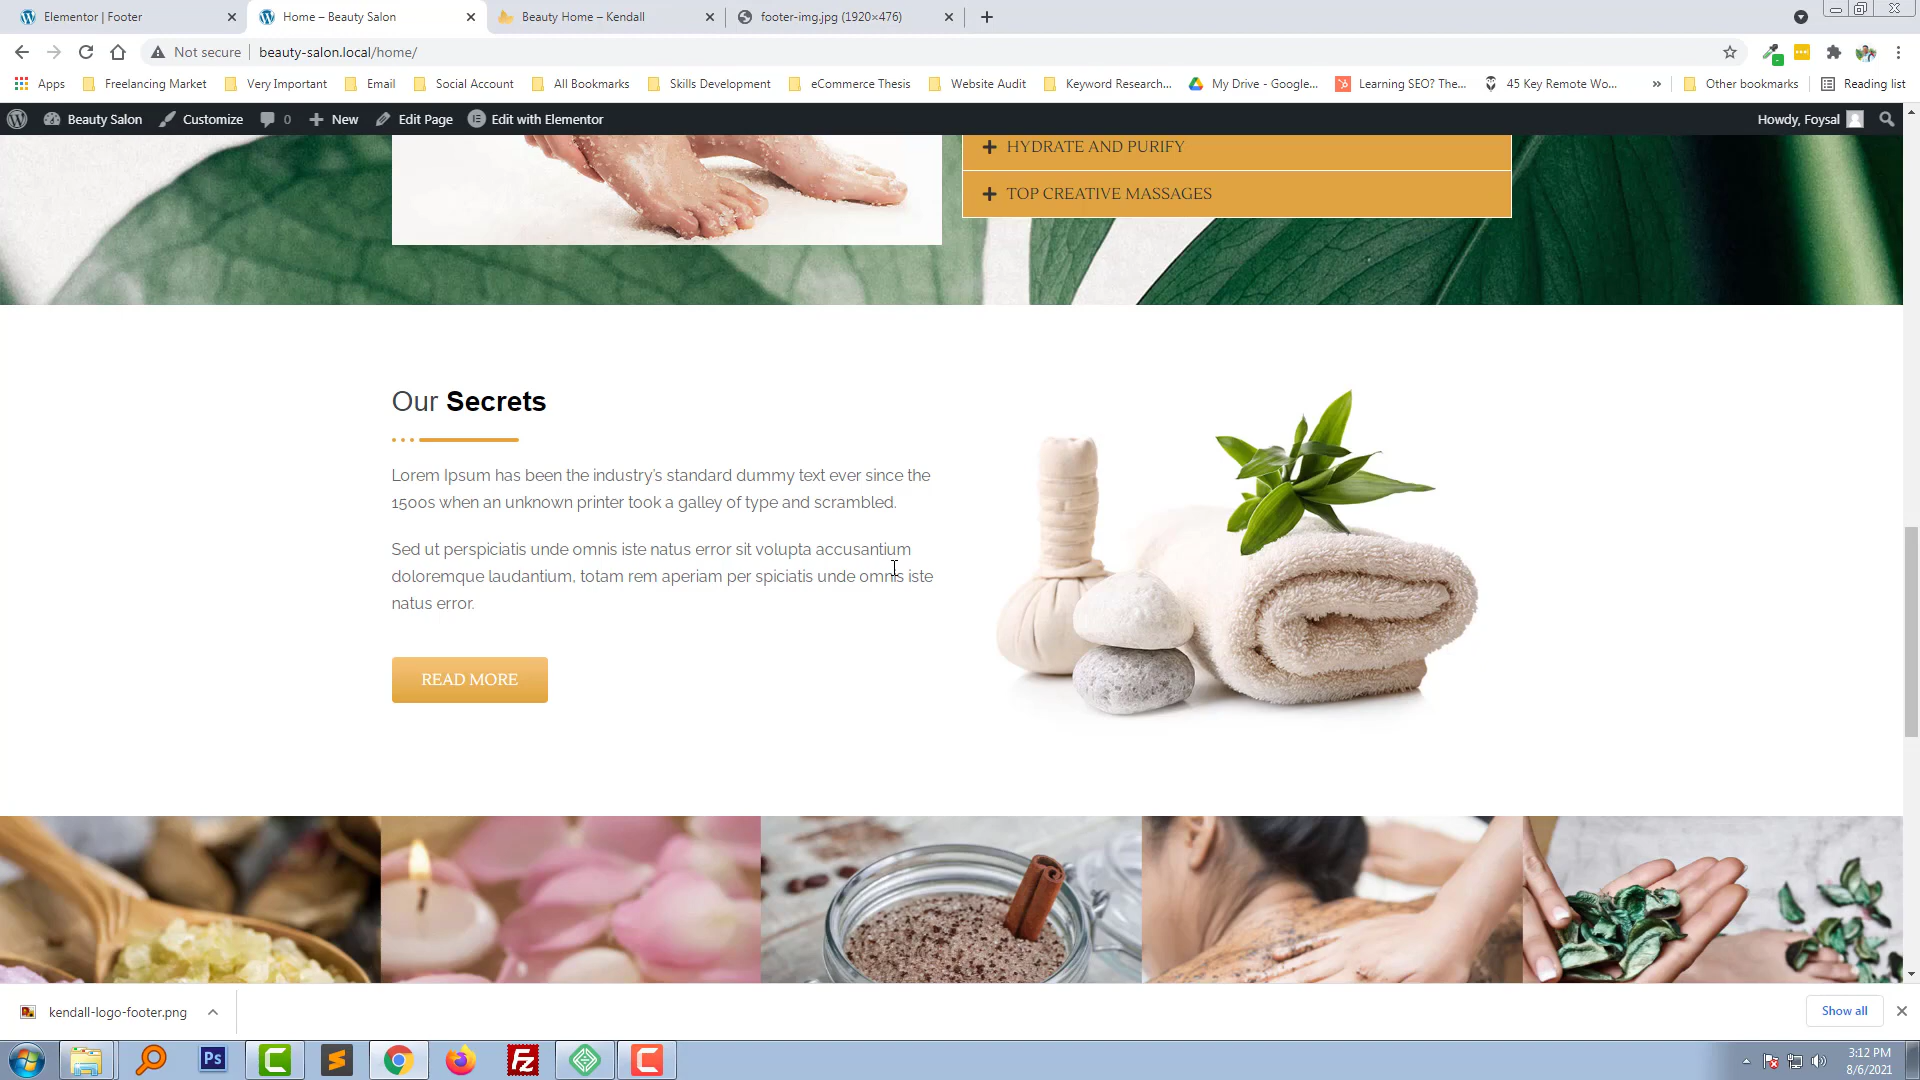 Elementor | Footer
Home – Beauty Salon
Beauty Home – Kendall
footer-img.jpg (1920×476)
Not secure
beauty-salon.local/home/
Apps
Freelancing Market
Very Important
Email
Social Account
All Bookmarks
Skills Development
eCommerce Thesis
Website Audit
Keyword Research...
My Drive - Google...
Learning SEO? The...
45 Key Remote Wo...
»
Other bookmarks
Reading list
Beauty Salon
Customize
0
New
Edit Page
Edit with Elementor
Howdy, Foysal
HYDRATE AND PURIFY
TOP CREATIVE MASSAGES
Our Secrets
Lorem Ipsum has been the industry's standard dummy text ever since the
1500s when an unknown printer took a galley of type and scrambled.
Sed ut perspiciatis unde omnis iste natus error sit volupta accusantium
doloremque laudantium, totam rem aperiam per spiciatis unde omnis iste
natus error.
READ MORE
kendall-logo-footer.png
Show all
Ps
Fz
3:12 PM
8/6/2021